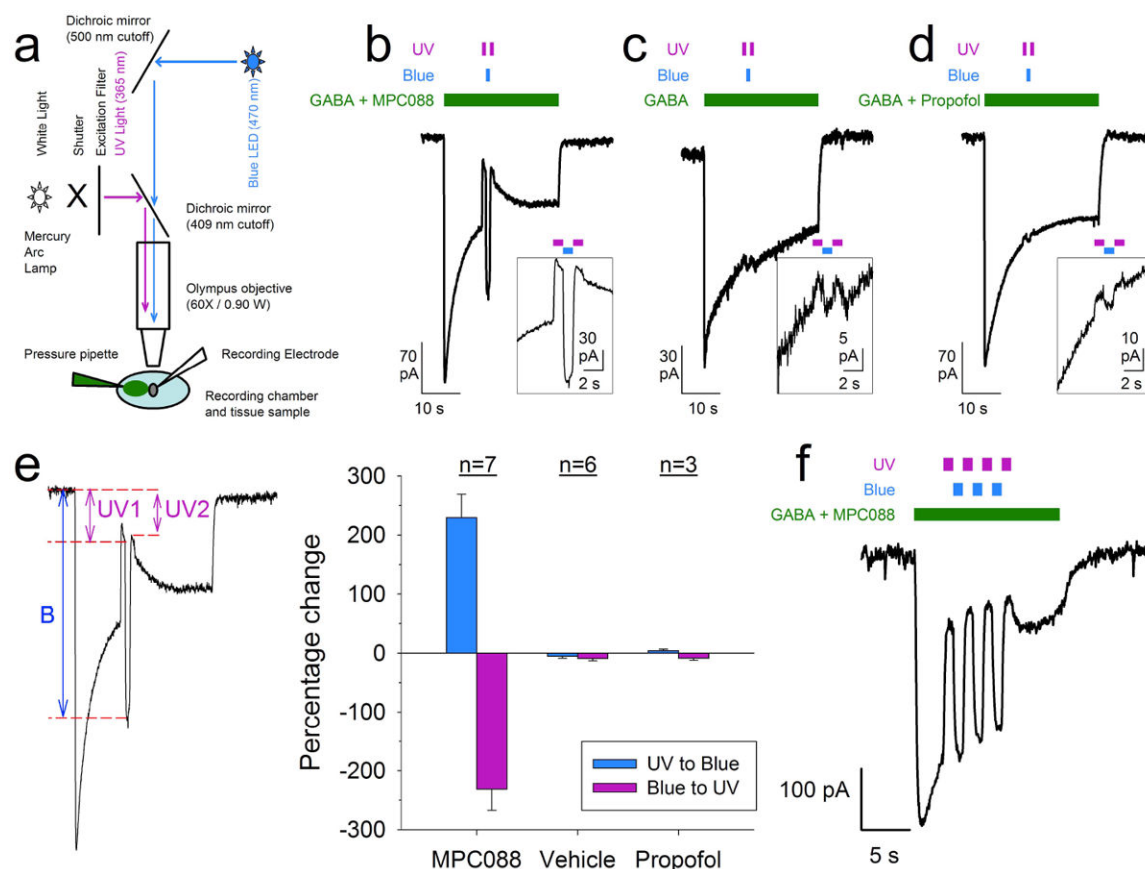 a
Dichroic mirror
(500 nm cutoff)
White Light
Shutter
Excitation Filter
UV Light (365 nm)
Blue LED (470 nm)
Mercury
Arc
Lamp
Dichroic mirror
(409 nm cutoff)
Olympus objective
(60X / 0.90 W)
Pressure pipette
Recording Electrode
Recording chamber
and tissue sample
b
UV
Blue
GABA + MPC088
70
pA
10 s
30
pA
2 s
c
UV
Blue
GABA
30
pA
10 s
5
pA
2 s
d
UV
Blue
GABA + Propofol
70
pA
10 s
10
pA
2 s
e
UV1
UV2
B
Percentage change
300
200
100
0
-100
-200
-300
n=7
n=6
n=3
UV to Blue
Blue to UV
MPC088
Vehicle
Propofol
f
UV
Blue
GABA + MPC088
100 pA
5 s